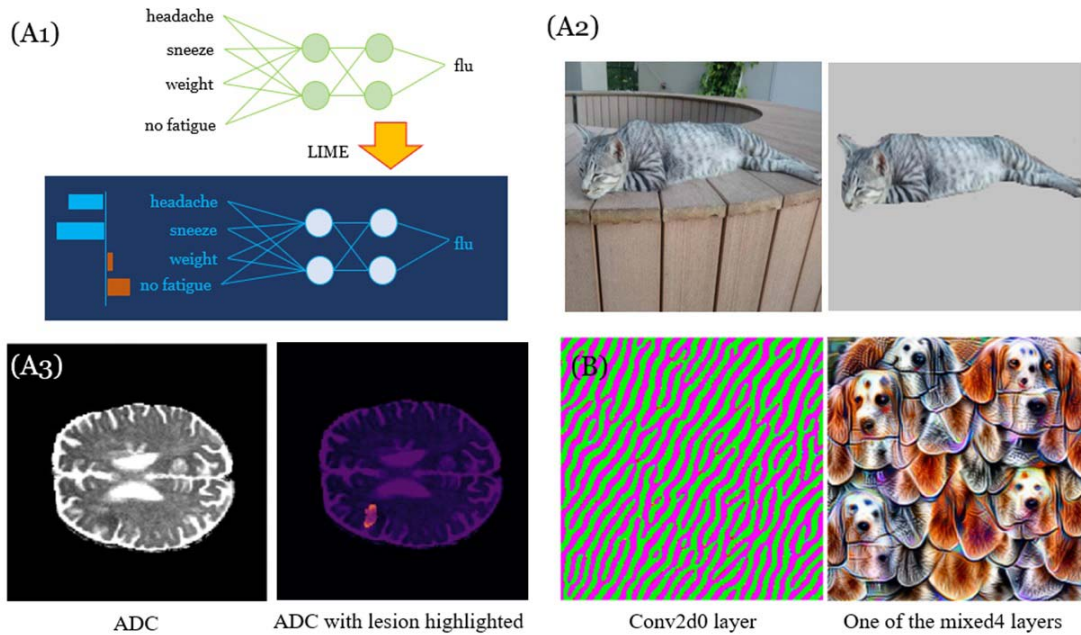 (A1)
headache
sneeze
weight
no fatigue
flu
LIME
headache
sneeze
weight
no fatigue
flu
(A2)
(A3)
ADC
ADC with lesion highlighted
(B)
Conv2d0 layer
One of the mixed4 layers